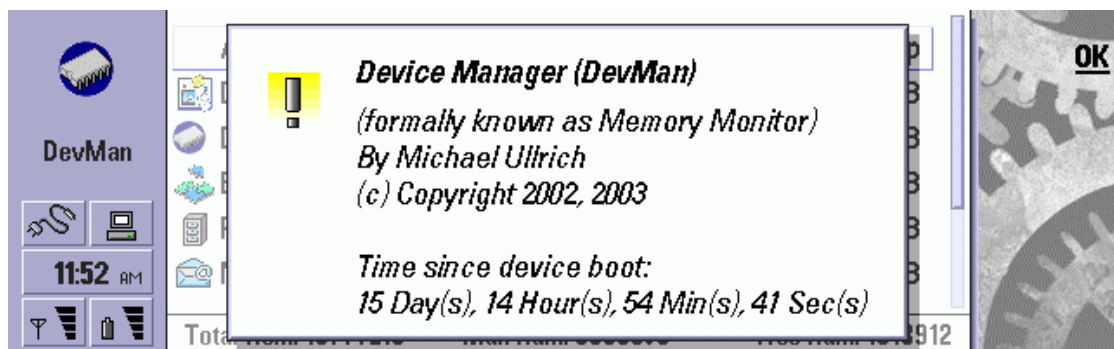 DevMan
11:52 AM
Device Manager (DevMan)
(formally known as Memory Monitor)
By Michael Ullrich
(c) Copyright 2002, 2003
Time since device boot:
15 Day(s), 14 Hour(s), 54 Min(s), 41 Sec(s)
OK